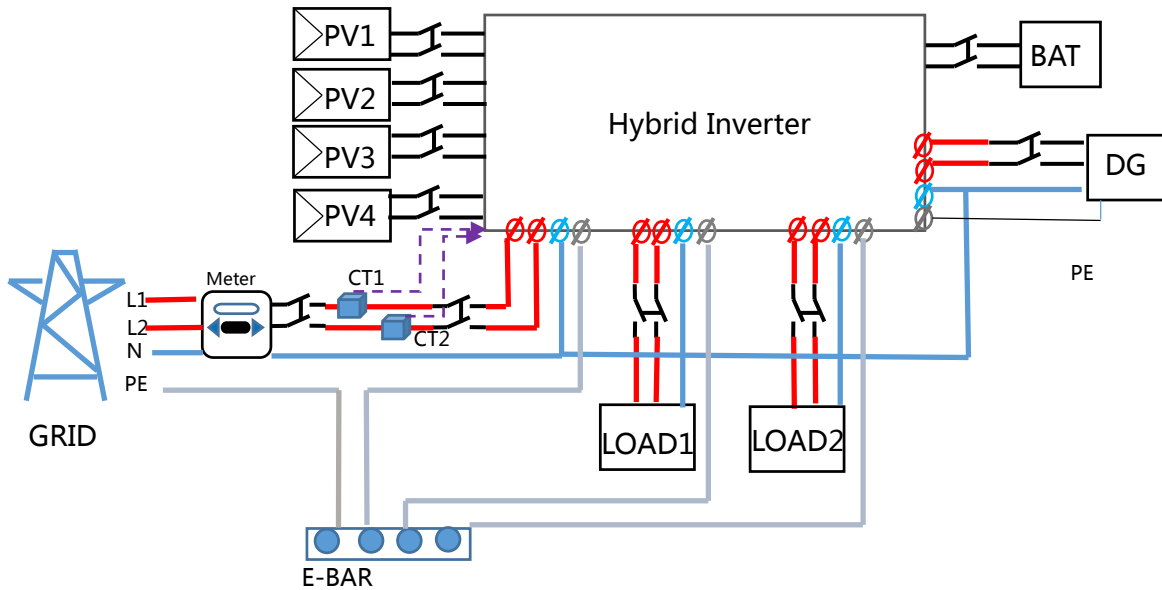 PV1
PV2
PV3
PV4
Hybrid Inverter
BAT
DG
PE
Meter
CT1
CT2
L1
L2
N
PE
GRID
LOAD1
LOAD2
E-BAR